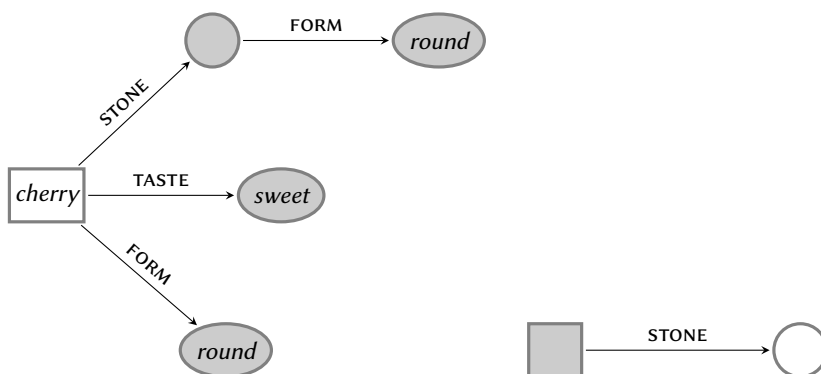 FORM
round
STONE
cherry
TASTE
sweet
FORM
round
STONE